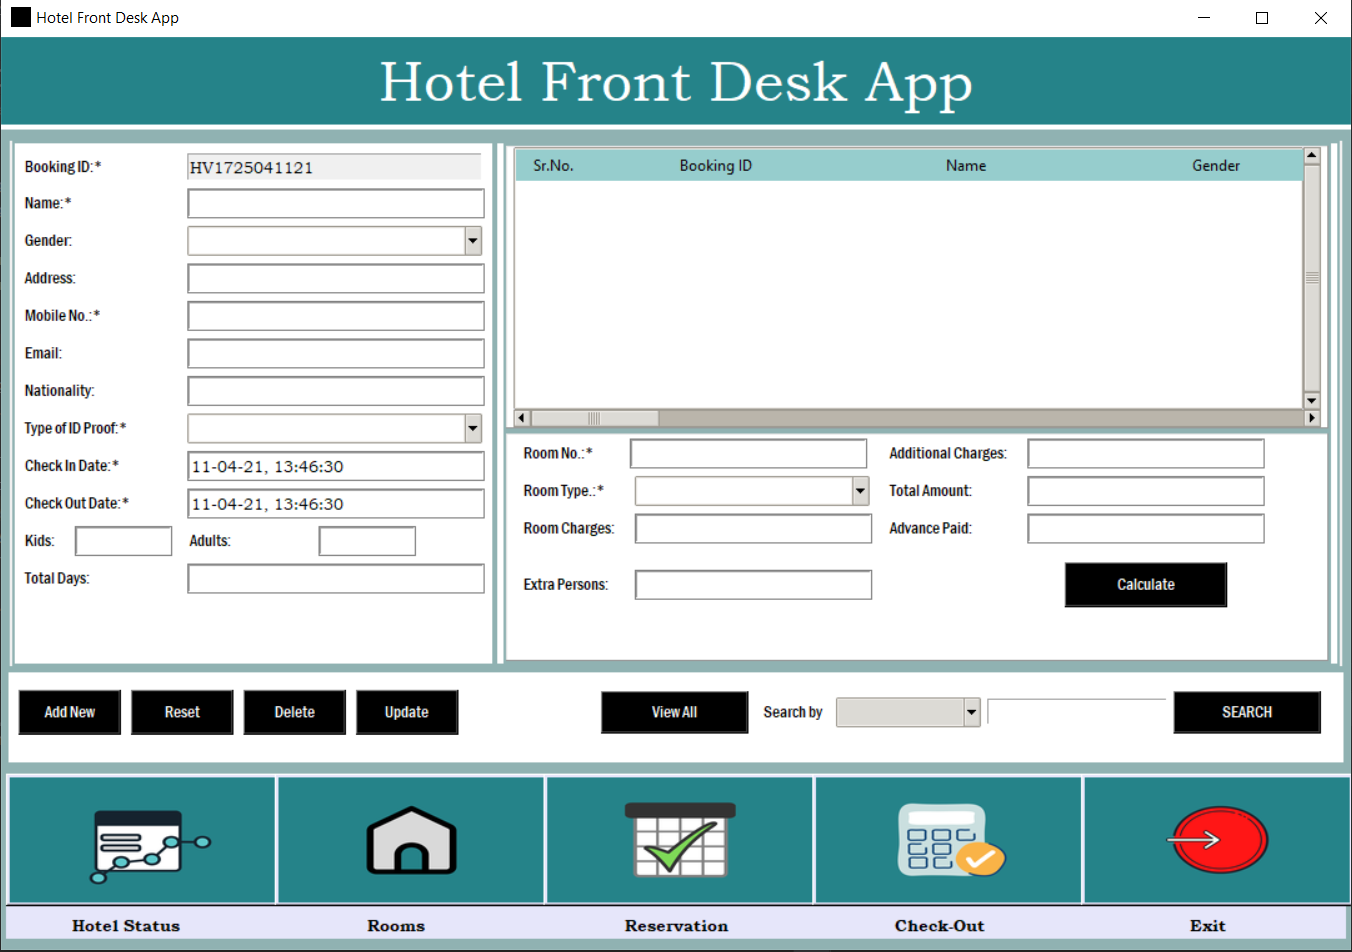 Hotel Front Desk App
Hotel Front Desk App
Booking ID:* HV1725041121
Name:*
Gender:
Address:
Mobile No.:*
Email:
Nationality:
Type of ID Proof:*
Check In Date:* 11-04-21, 13:46:30
Check Out Date:* 11-04-21, 13:46:30
Kids: Adults:
Total Days:
Sr.No. Booking ID Name Gender
Room No.:* Additional Charges:
Room Type.:* Total Amount:
Room Charges: Advance Paid:
Extra Persons: Calculate
Add New Reset Delete Update View All Search by SEARCH
Hotel Status Rooms Reservation Check-Out Exit